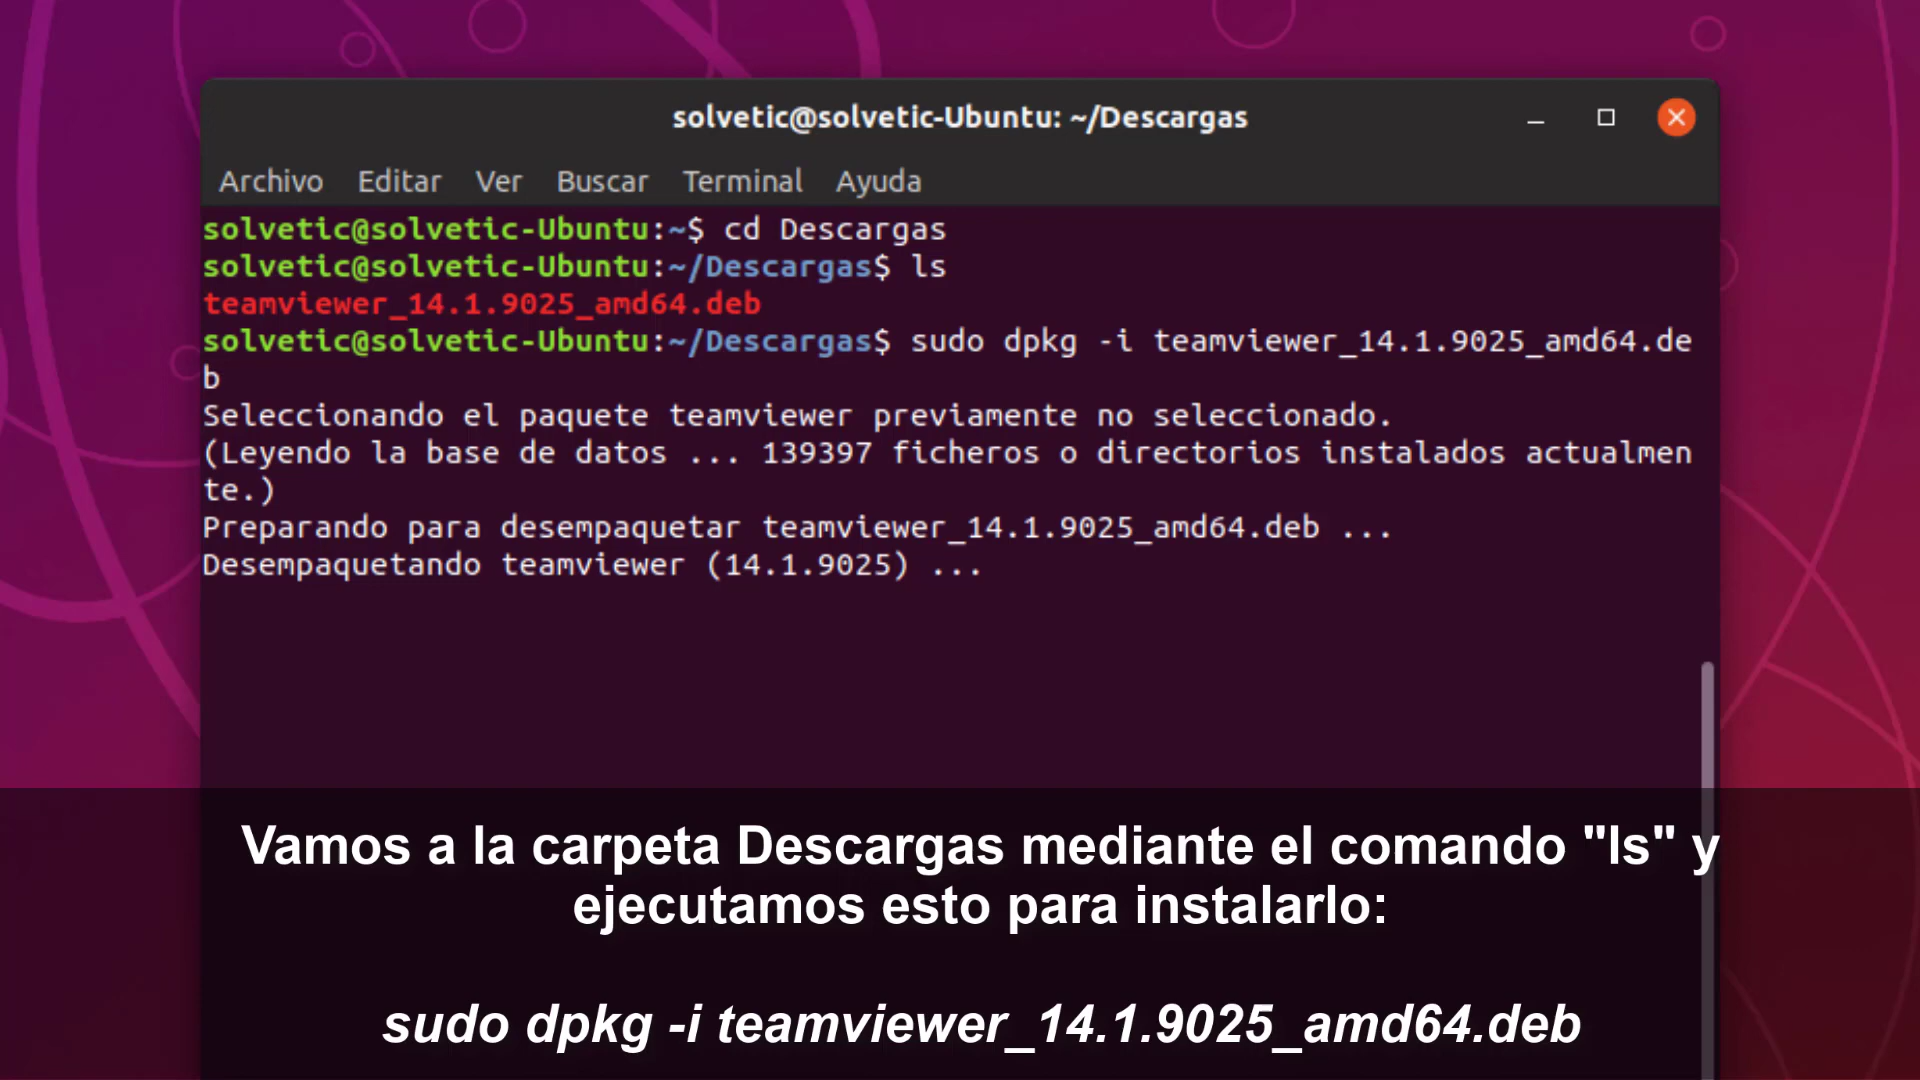 solvetic@solvetic-Ubuntu: ~/Descargas
Archivo Editar Ver Buscar Terminal Ayuda
solvetic@solvetic-Ubuntu:~$ cd Descargas
solvetic@solvetic-Ubuntu:~/Descargas$ ls
teamviewer_14.1.9025_amd64.deb
solvetic@solvetic-Ubuntu:~/Descargas$ sudo dpkg -i teamviewer_14.1.9025_amd64.de
b
Seleccionando el paquete teamviewer previamente no seleccionado.
(Leyendo la base de datos ... 139397 ficheros o directorios instalados actualmen
te.)
Preparando para desempaquetar teamviewer_14.1.9025_amd64.deb ...
Desempaquetando teamviewer (14.1.9025) ...
Vamos a la carpeta Descargas mediante el comando "ls" y
ejecutamos esto para instalarlo:
sudo dpkg -i teamviewer_14.1.9025_amd64.deb